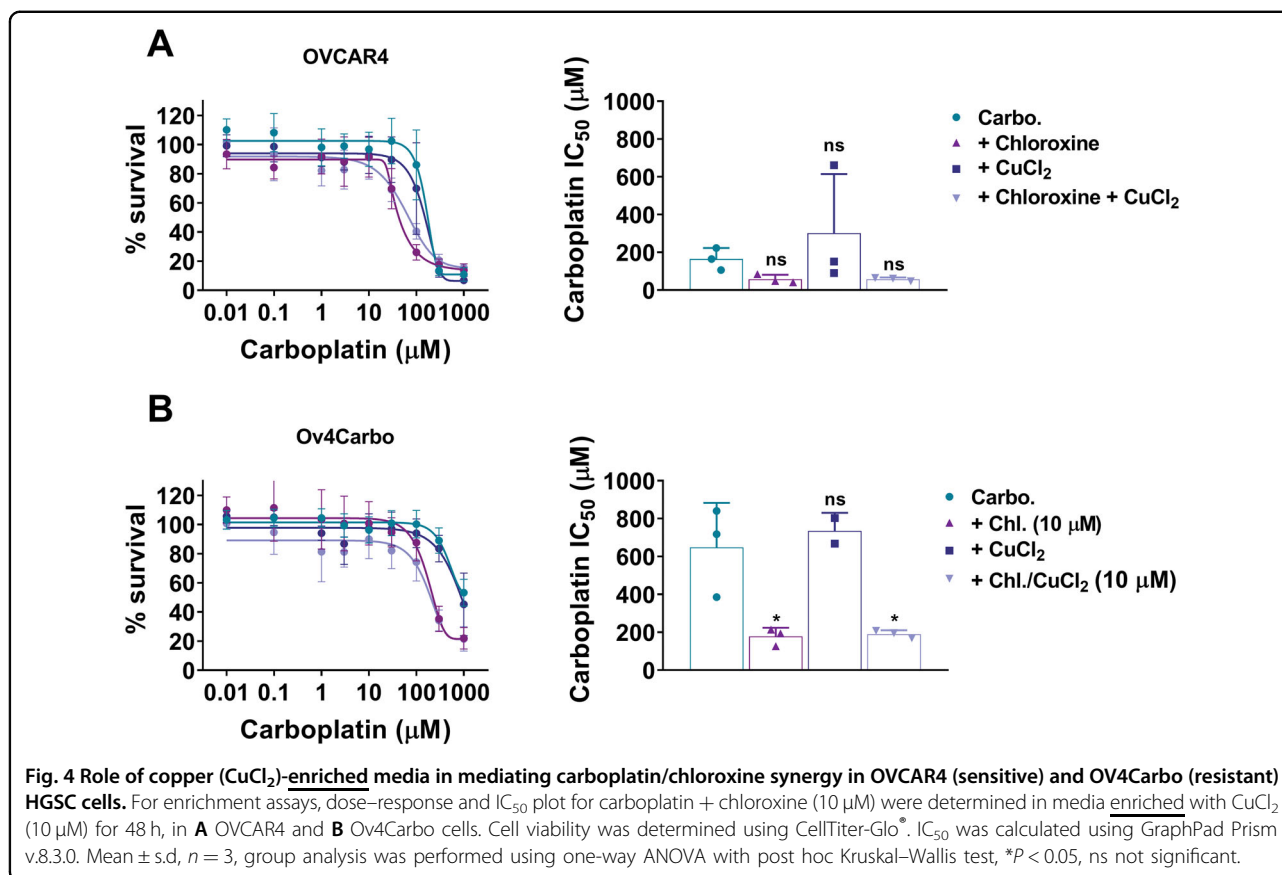 A
OVCAR4
% survival
120
100
80
60
40
20
0
0.01 0.1 1 10 100 1000
Carboplatin (μM)
Carboplatin IC50 (μM)
1000
800
600
400
200
0
ns
ns
ns
Carbo.
+ Chloroxine
+ CuCl2
+ Chloroxine + CuCl2
B
Ov4Carbo
% survival
120
100
80
60
40
20
0
0.01 0.1 1 10 100 1000
Carboplatin (μM)
Carboplatin IC50 (μM)
1000
800
600
400
200
0
*
ns
*
Carbo.
+ Chl. (10 μM)
+ CuCl2
+ Chl./CuCl2 (10 μM)
Fig. 4 Role of copper (CuCl2)-enriched media in mediating carboplatin/chloroxine synergy in OVCAR4 (sensitive) and OV4Carbo (resistant)
HGSC cells. For enrichment assays, dose–response and IC50 plot for carboplatin + chloroxine (10 μM) were determined in media enriched with CuCl2
(10 μM) for 48 h, in A OVCAR4 and B Ov4Carbo cells. Cell viability was determined using CellTiter-Glo®. IC50 was calculated using GraphPad Prism
v.8.3.0. Mean ± s.d, n = 3, group analysis was performed using one-way ANOVA with post hoc Kruskal–Wallis test, *P < 0.05, ns not significant.